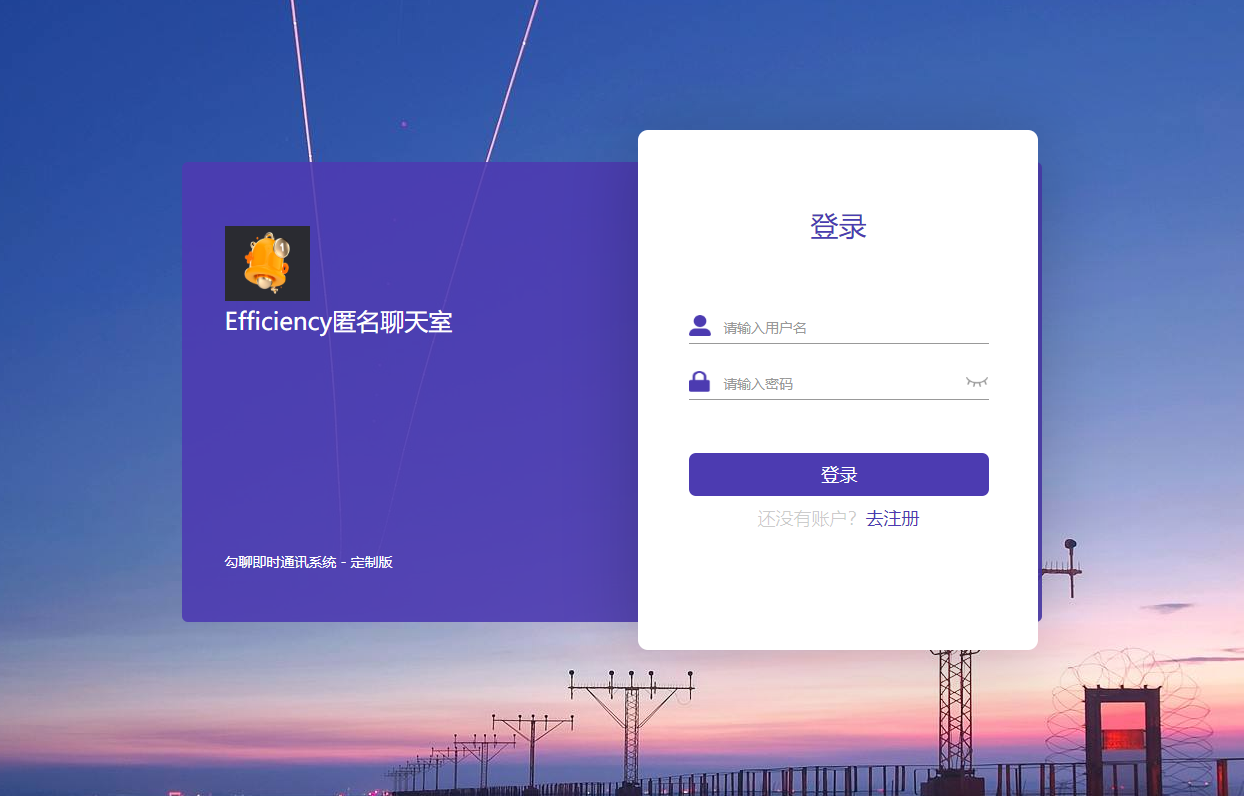 Efficiency匿名聊天室
勾聊即时通讯系统 - 定制版
登录
请输入用户名
请输入密码
登录
还没有账户？去注册